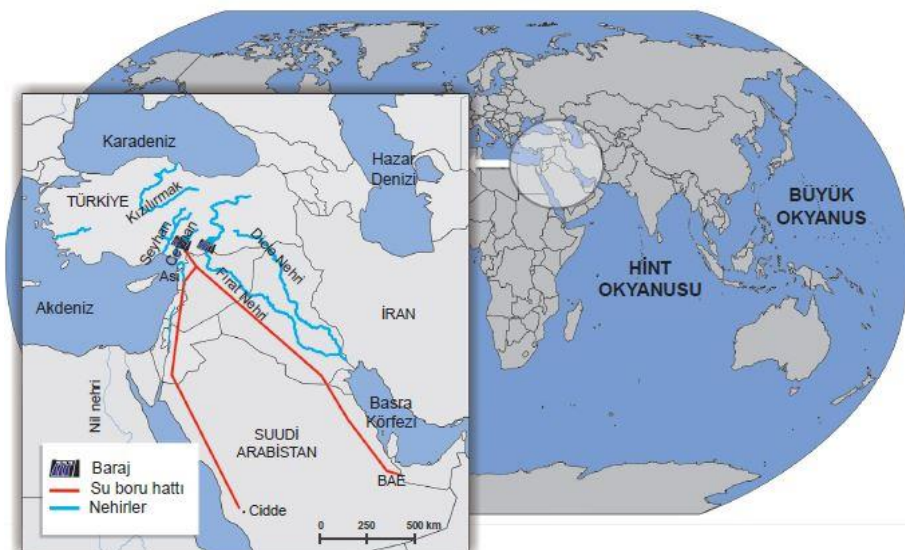 Karadeniz
Hazar
Denizi
TÜRKİYE
Kızılırmak
Seyhan
Ceyhan
Asi
Dicle Nehri
Fırat Nehri
Akdeniz
İRAN
Nil nehri
Basra
Körfezi
SUUDİ
ARABİSTAN
BAE
Cidde
Baraj
Su boru hattı
Nehirler
0 250 500 km
BÜYÜK
OKYANUS
HİNT
OKYANUSU